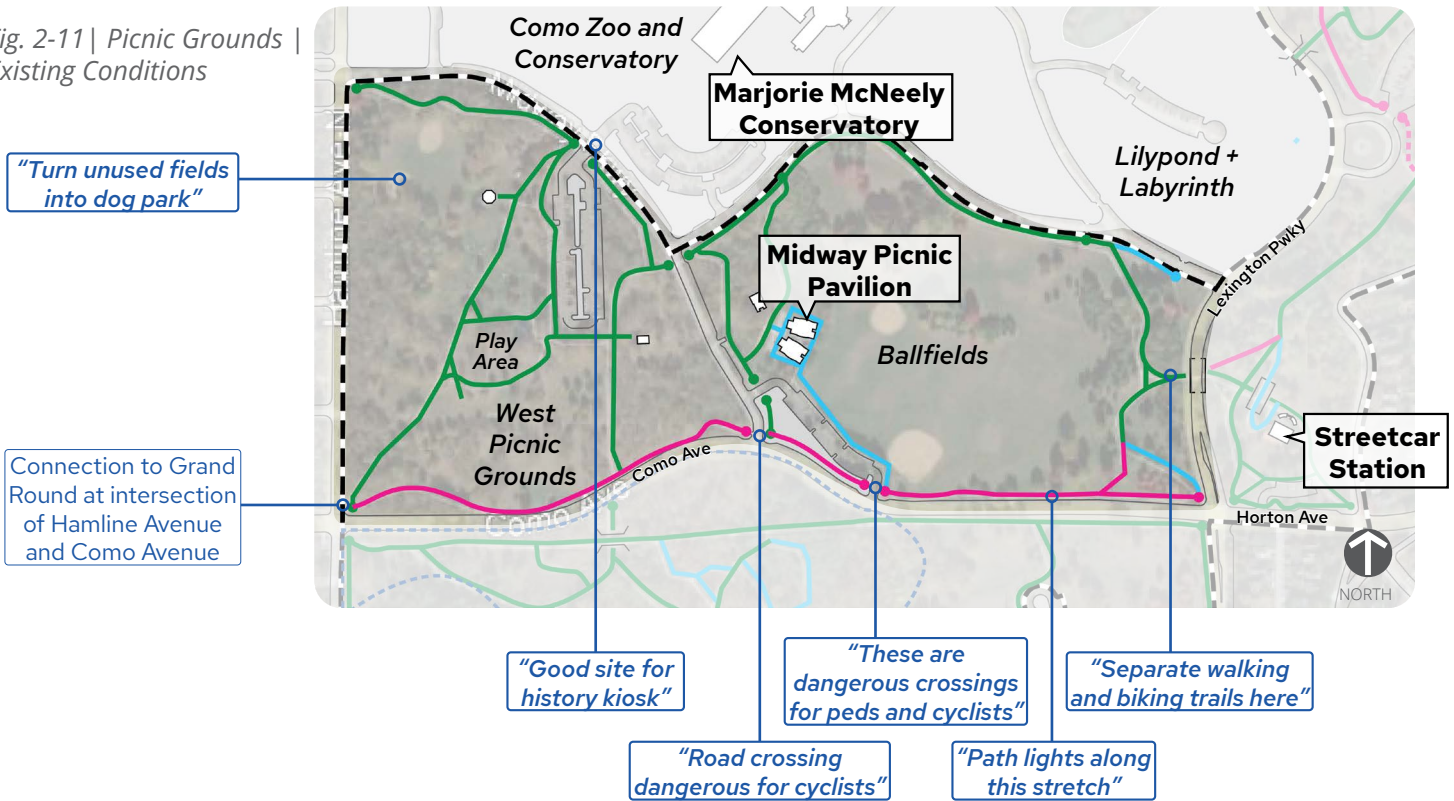 ig. 2-11| Picnic Grounds |
xisting Conditions
Como Zoo and
Conservatory
Marjorie McNeely
Conservatory
Lilypond +
Labyrinth
"Turn unused fields
into dog park"
Midway Picnic
Pavilion
Lexington Pwky
Play
Area
Ballfields
West
Picnic
Grounds
Como Ave
Como Ave
Streetcar
Station
Connection to Grand
Round at intersection
of Hamline Avenue
and Como Avenue
Horton Ave
NORTH
"Good site for
history kiosk"
"These are
dangerous crossings
for peds and cyclists"
"Separate walking
and biking trails here"
"Road crossing
dangerous for cyclists"
"Path lights along
this stretch"